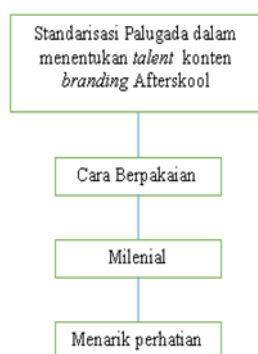 Standarisasi Palugada dalam
menentukan talent konten
branding Afterskool
Cara Berpakaian
Milenial
Menarik perhatian